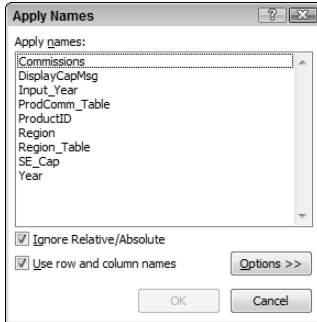 Apply Names
Apply names:
Commissions
DisplayCapMsg
Input_Year
ProdComm_Table
ProductID
Region
Region_Table
SE_Cap
Year
Ignore Relative/Absolute
Use row and column names
Options >>
OK
Cancel